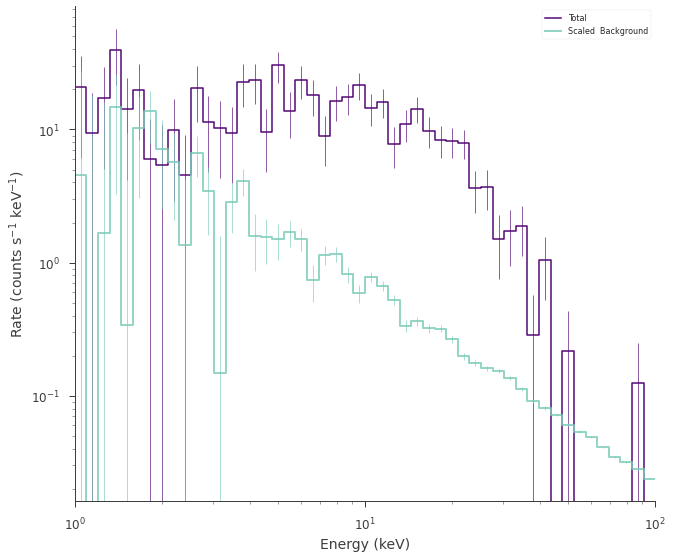 Total
Scaled Background
Rate (counts s⁻¹ keV⁻¹)
10¹
10⁰
10⁻¹
10⁰ 10¹ 10²
Energy (keV)